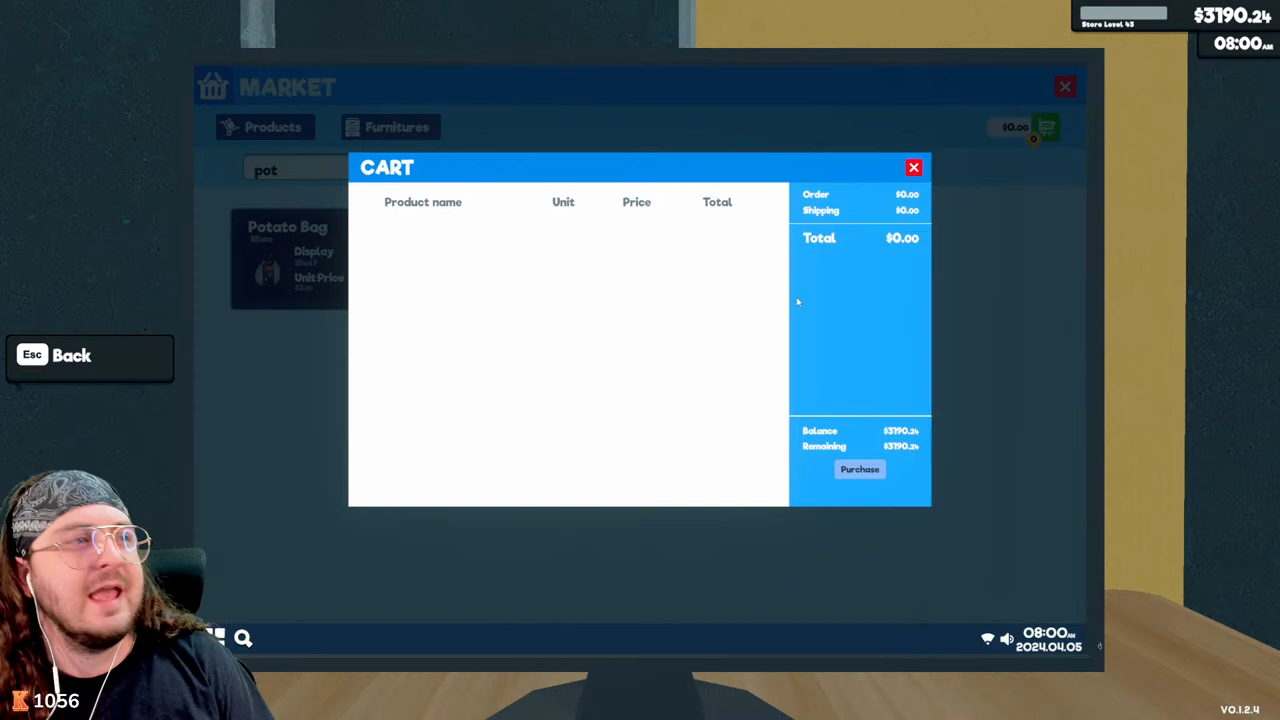 $3190.24
Store Level 43
08:00AM
MARKET
Products
Furnitures
$0.00
0
pot
CART
Product name Unit Price Total
Order $0.00
Shipping $0.00
Total $0.00
Potato Bag
Display
Shelf
Unit Price
Esc Back
Balance $3190.24
Remaining $3190.24
Purchase
08:00AM
2024.04.05
K 1056
V0.1.2.4